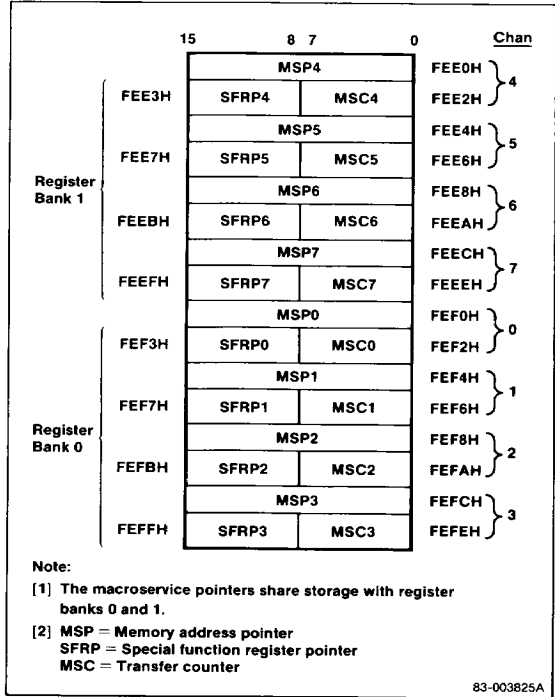 15 8 7 0 Chan
MSP4 FEE0H
FEE3H SFRP4 MSC4 FEE2H 4
MSP5 FEE4H
FEE7H SFRP5 MSC5 FEE6H 5
Register
Bank 1
MSP6 FEE8H
FEEBH SFRP6 MSC6 FEEAH 6
MSP7 FEECH
FEEFH SFRP7 MSC7 FEEEH 7
MSP0 FEF0H
FEF3H SFRP0 MSC0 FEF2H 0
MSP1 FEF4H
FEF7H SFRP1 MSC1 FEF6H 1
Register
Bank 0
MSP2 FEF8H
FEFBH SFRP2 MSC2 FEFAH 2
MSP3 FEFCH
FEFFH SFRP3 MSC3 FEFEH 3
Note:
[1] The macroservice pointers share storage with register
banks 0 and 1.
[2] MSP = Memory address pointer
SFRP = Special function register pointer
MSC = Transfer counter
83-003825A